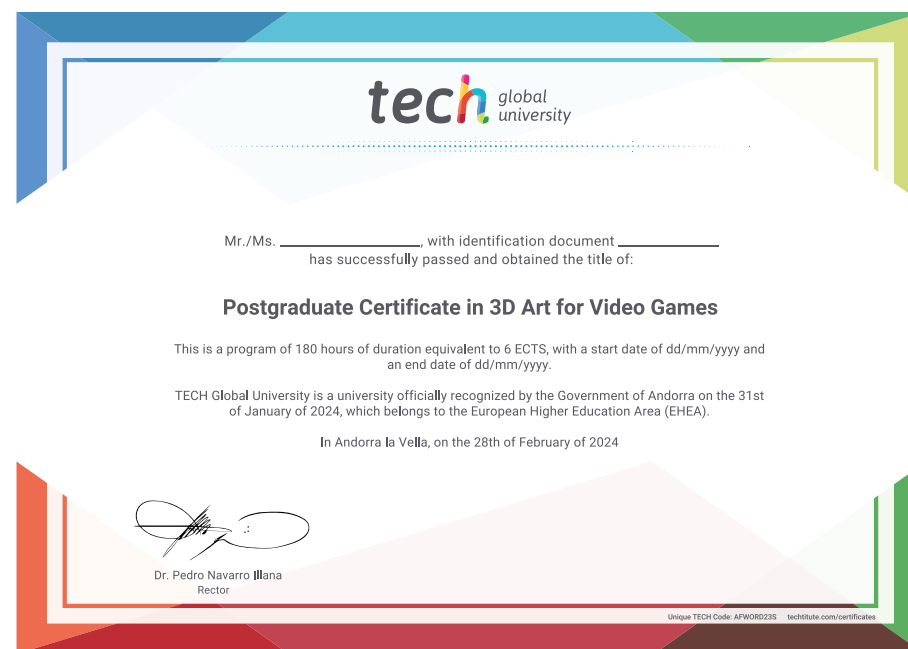 tech global
university
Mr./Ms. ____________________, with identification document ______________
has successfully passed and obtained the title of:
Postgraduate Certificate in 3D Art for Video Games
This is a program of 180 hours of duration equivalent to 6 ECTS, with a start date of dd/mm/yyyy and
an end date of dd/mm/yyyy.
TECH Global University is a university officially recognized by the Government of Andorra on the 31st
of January of 2024, which belongs to the European Higher Education Area (EHEA).
In Andorra la Vella, on the 28th of February of 2024
Dr. Pedro Navarro Illana
Rector
Unique TECH Code: AFWORD23S techtitute.com/certificates